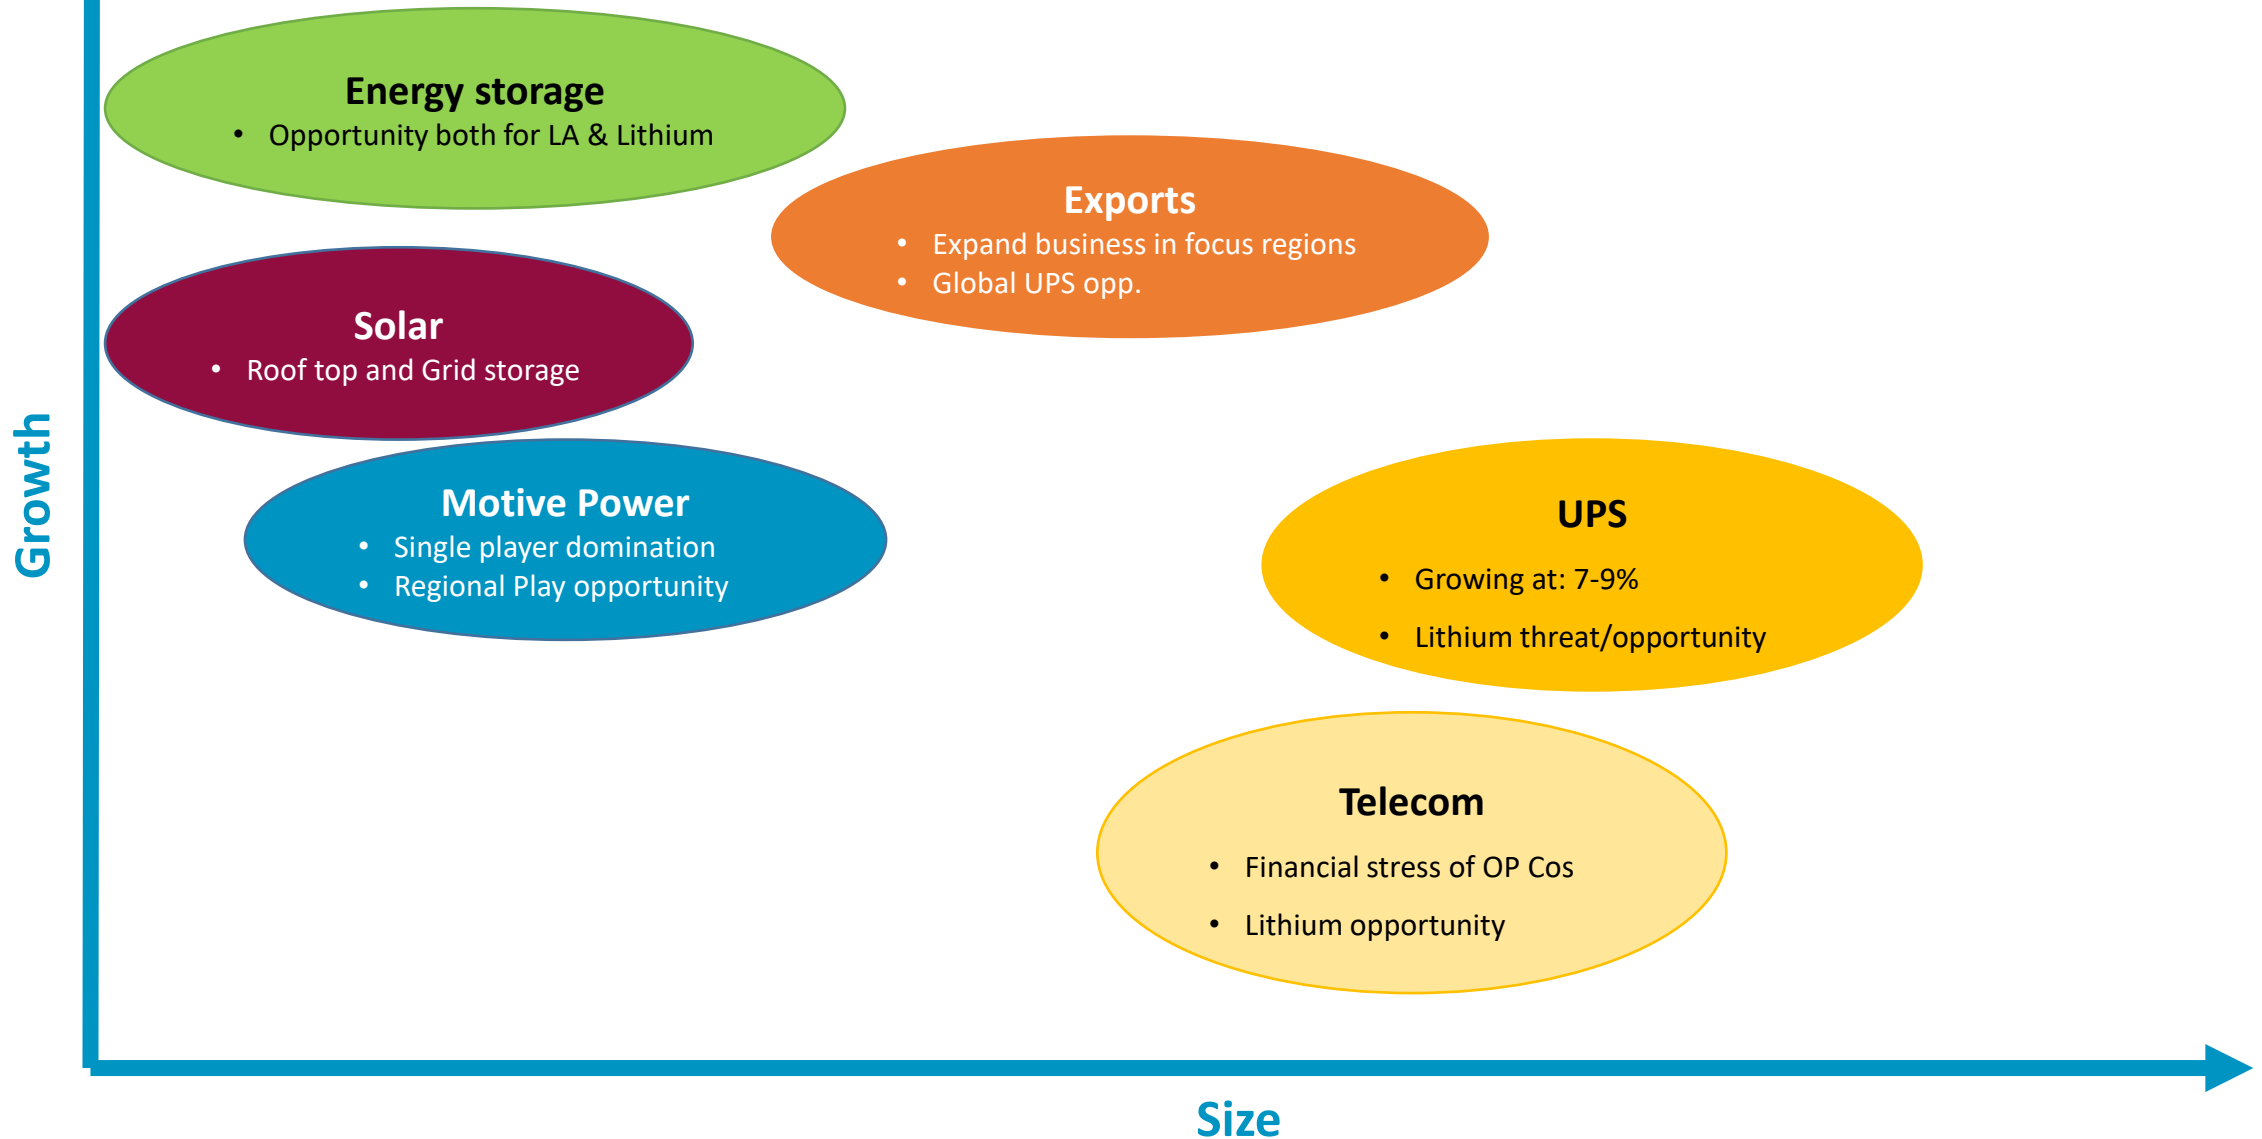 Energy storage
• Opportunity both for LA & Lithium
Exports
• Expand business in focus regions
• Global UPS opp.
Solar
• Roof top and Grid storage
Growth
Motive Power
• Single player domination
• Regional Play opportunity
UPS
• Growing at: 7-9%
• Lithium threat/opportunity
Telecom
• Financial stress of OP Cos
• Lithium opportunity
Size